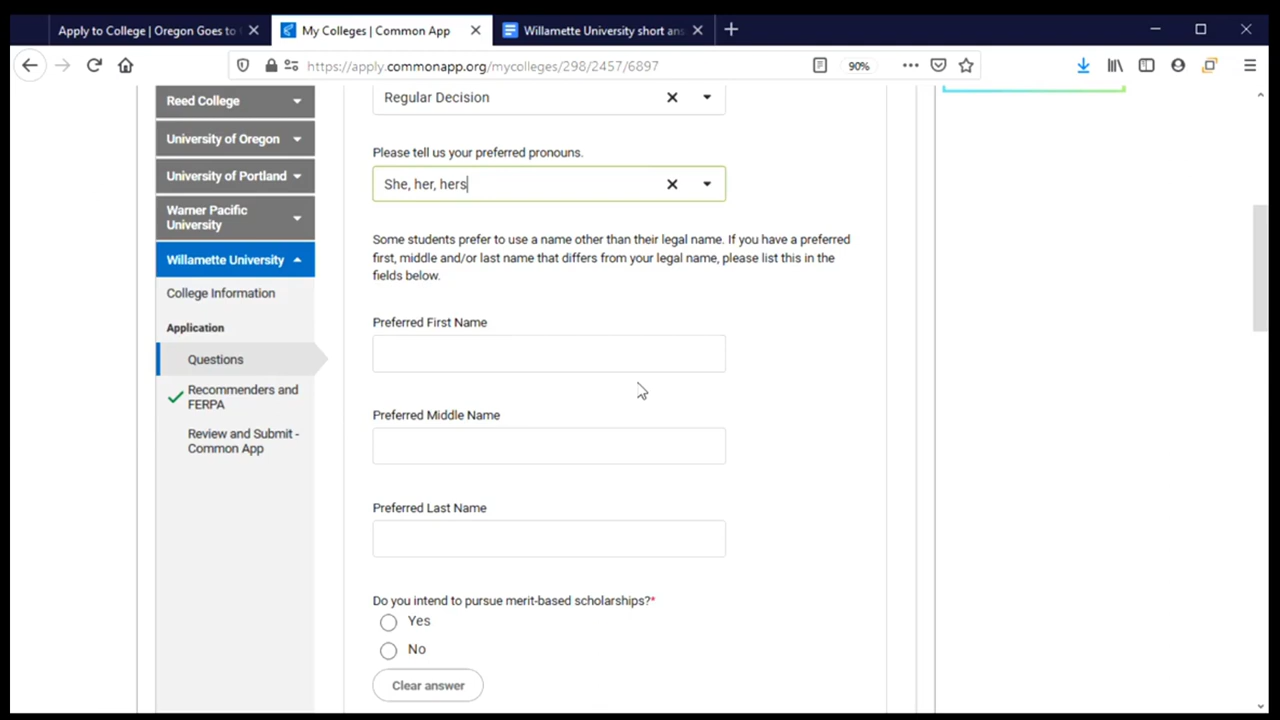 Apply to College | Oregon Goes to
My Colleges | Common App
Willamette University short ans
https://apply.commonapp.org/mycolleges/298/2457/6897
90%
Reed College
University of Oregon
University of Portland
Warner Pacific
University
Willamette University
College Information
Application
Questions
Recommenders and
FERPA
Review and Submit -
Common App
Regular Decision
Please tell us your preferred pronouns.
She, her, hers
Some students prefer to use a name other than their legal name. If you have a preferred
first, middle and/or last name that differs from your legal name, please list this in the
fields below.
Preferred First Name
Preferred Middle Name
Preferred Last Name
Do you intend to pursue merit-based scholarships?*
Yes
No
Clear answer